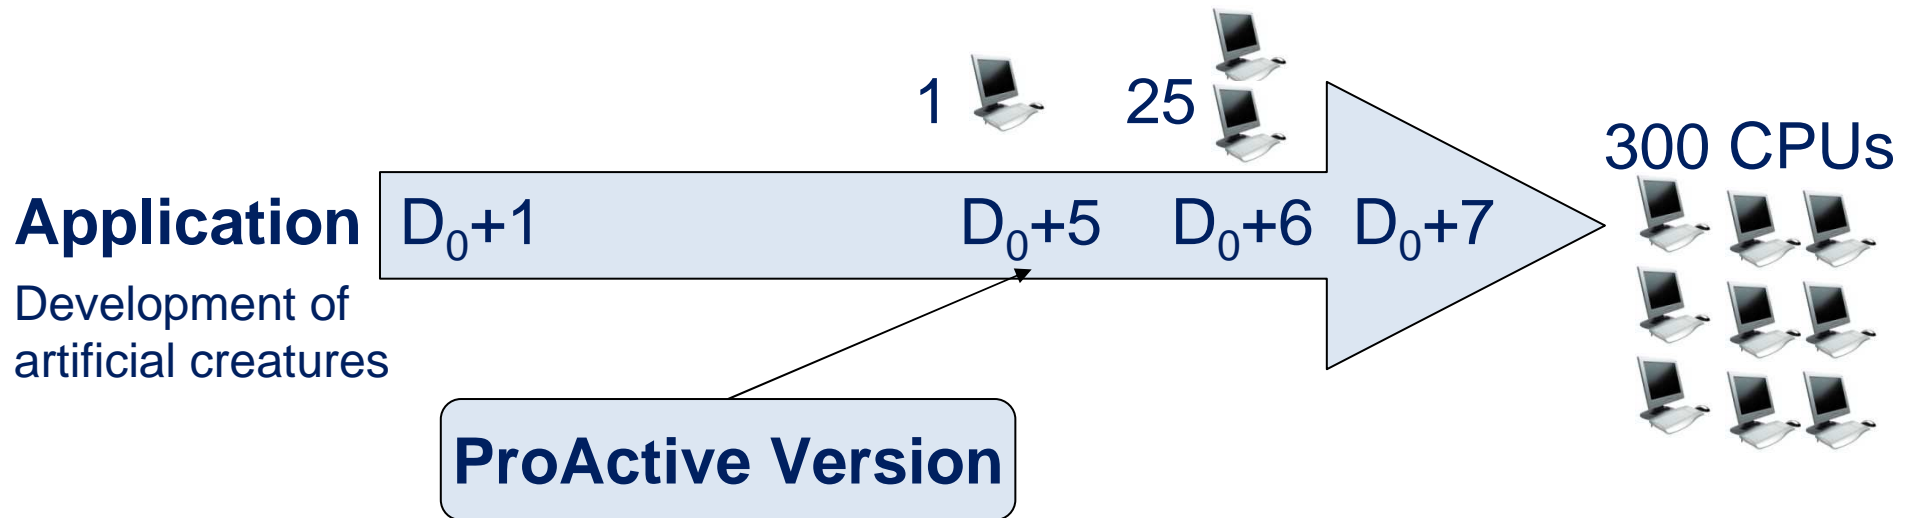 1
25
300 CPUs
Application
D₀+1
D₀+5
D₀+6
D₀+7
Development of
artificial creatures
ProActive Version